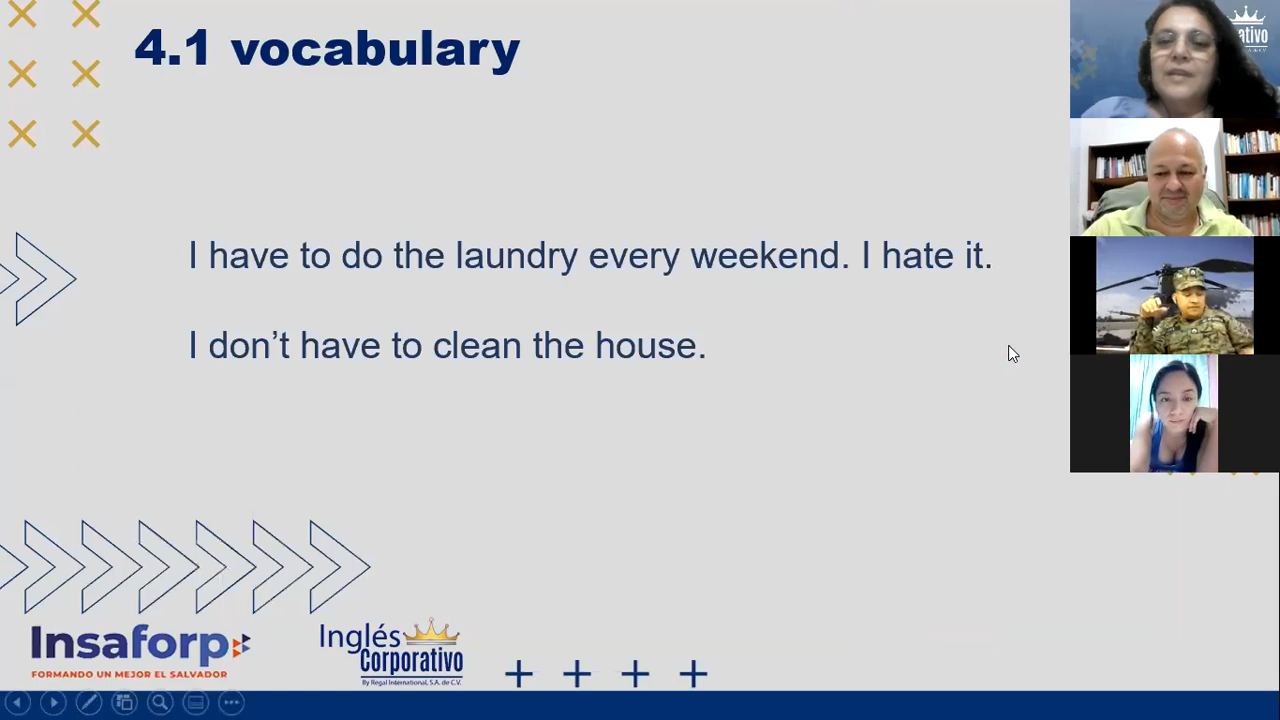 4.1 vocabulary
ativo
I have to do the laundry every weekend. I hate it.
I don’t have to clean the house.
Insaforp
FORMANDO UN MEJOR EL SALVADOR
Inglés
Corporativo
By Regal International, S.A. de C.V.